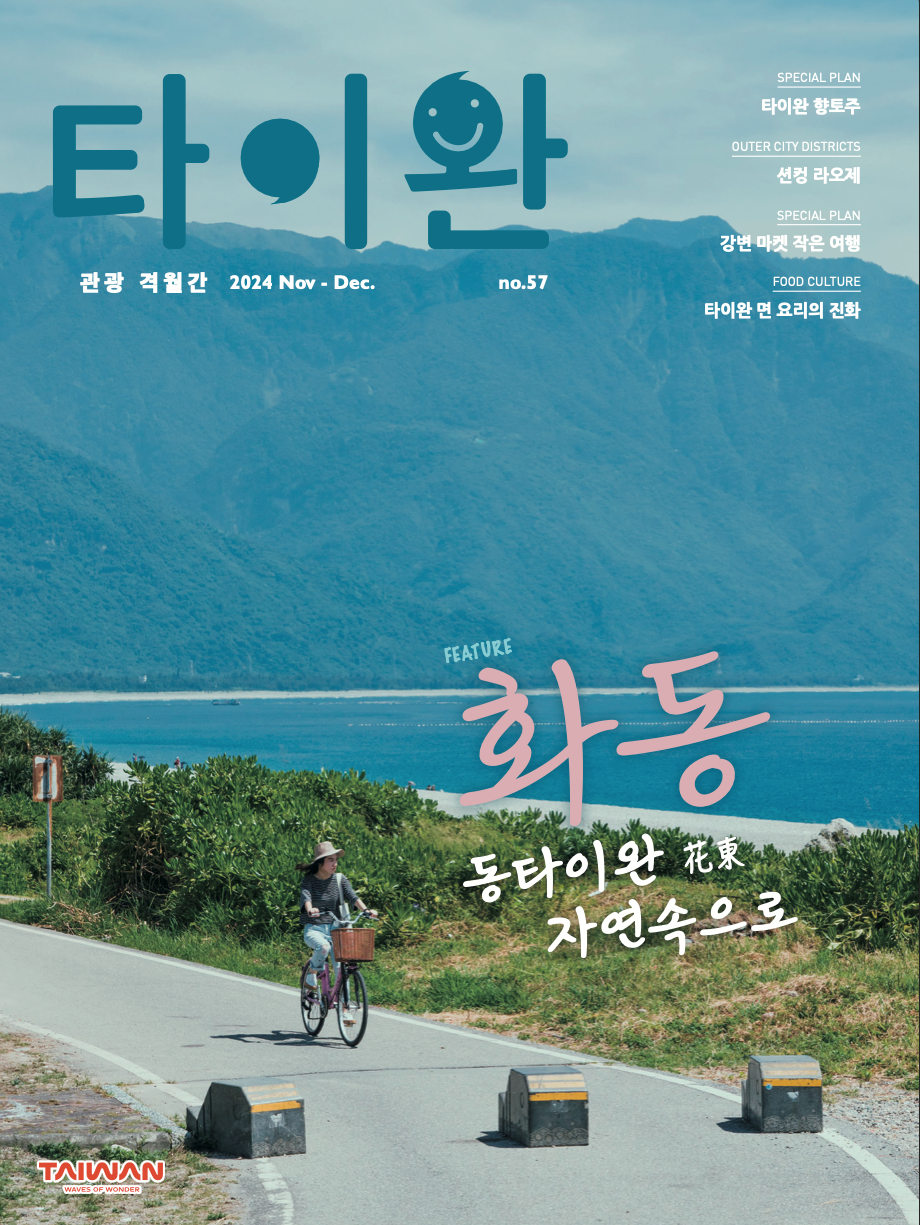 타이완
관광 격월간 2024 Nov - Dec. no.57
SPECIAL PLAN
타이완 향토주
OUTER CITY DISTRICTS
션컹 라오제
SPECIAL PLAN
강변 마켓 작은 여행
FOOD CULTURE
타이완 면 요리의 진화
FEATURE
화동
동타이완 花東
자연속으로
TAIWAN
WAVES OF WONDER